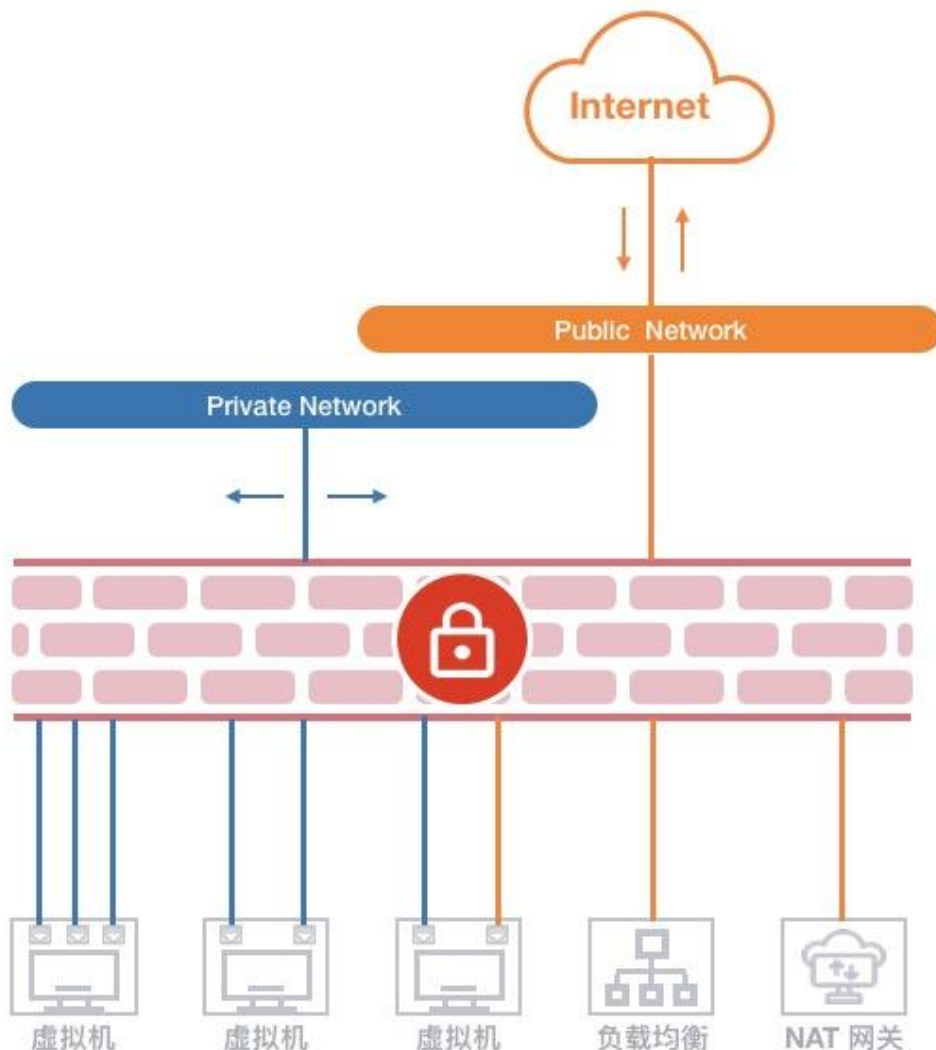 Internet
Public Network
Private Network
虚拟机
虚拟机
虚拟机
负载均衡
NAT 网关